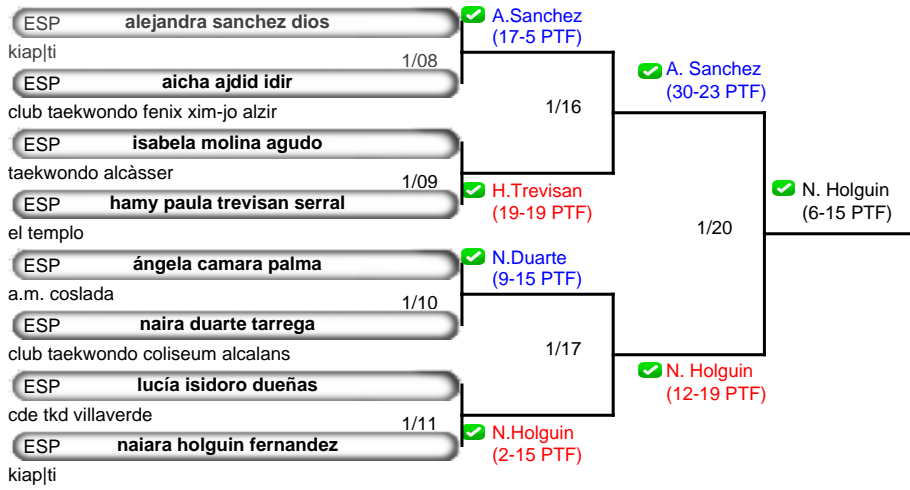 ESP alejandra sanchez dios
kiap|ti
1/08
ESP aicha ajdid idir
club taekwondo fenix xim-jo alzir
ESP isabela molina agudo
taekwondo alcàsser
1/09
ESP hamy paula trevisan serral
el templo
ESP ángela camara palma
a.m. coslada
1/10
ESP naira duarte tarrega
club taekwondo coliseum alcalans
ESP lucía isidoro dueñas
cde tkd villaverde
1/11
ESP naiara holguin fernandez
kiap|ti
A.Sanchez
(17-5 PTF)
1/16
H.Trevisan
(19-19 PTF)
N.Duarte
(9-15 PTF)
1/17
N.Holguin
(2-15 PTF)
A. Sanchez
(30-23 PTF)
1/20
N. Holguin
(12-19 PTF)
N. Holguin
(6-15 PTF)